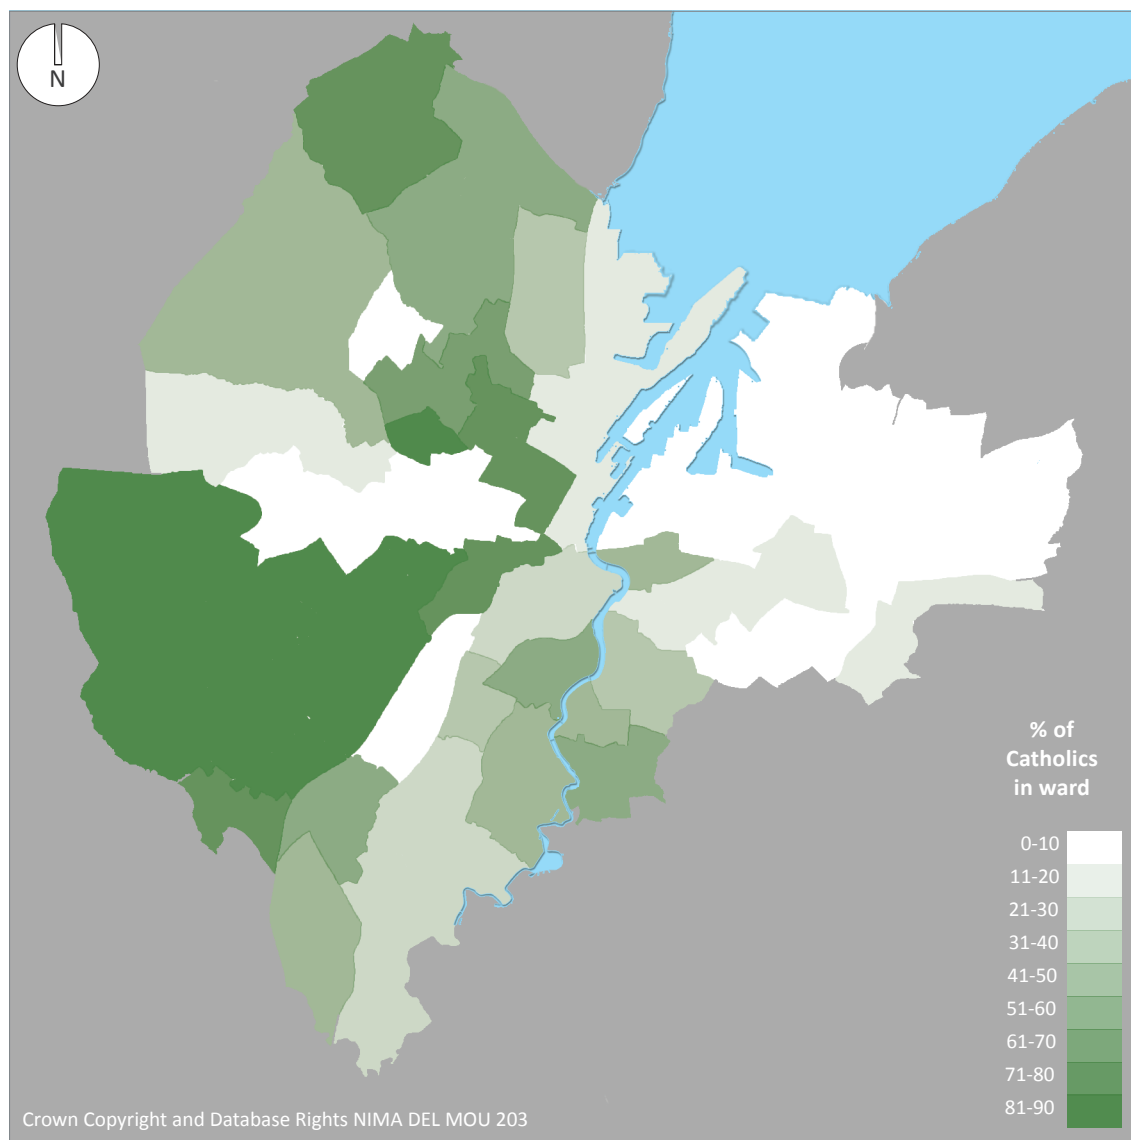 N
% of
Catholics
in ward
0-10
11-20
21-30
31-40
41-50
51-60
61-70
71-80
81-90
Crown Copyright and Database Rights NIMA DEL MOU 203